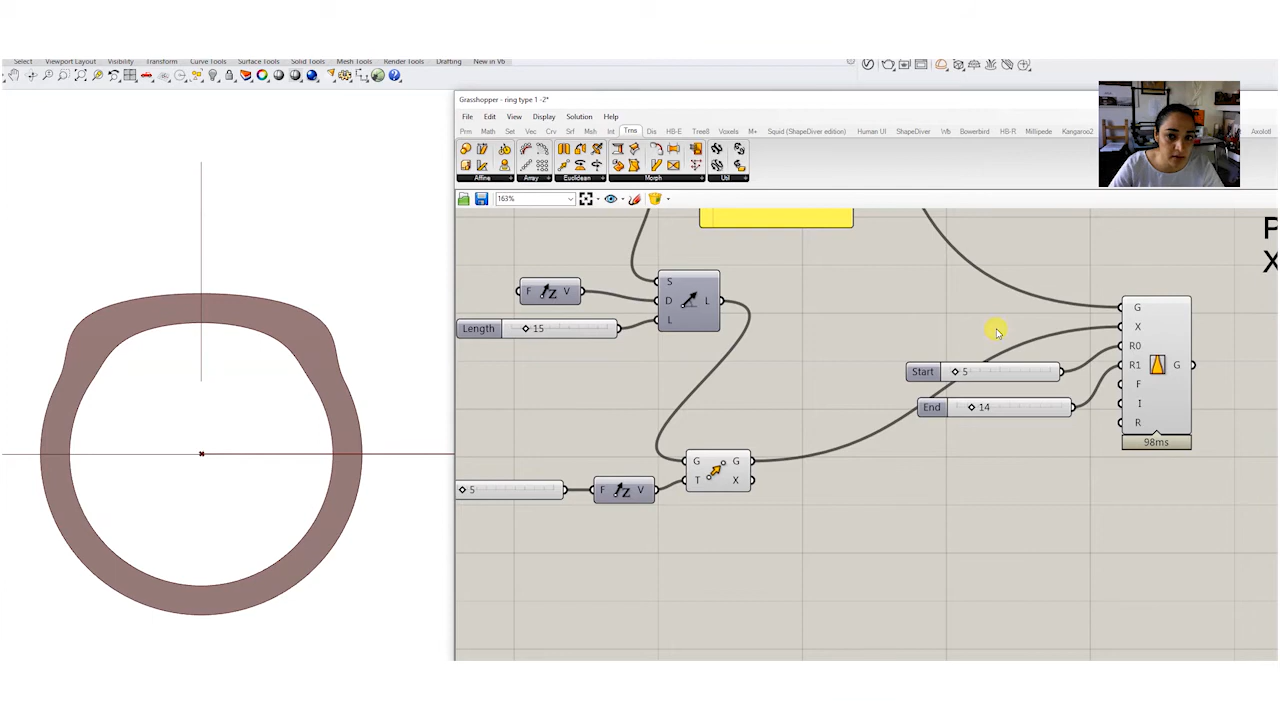 Select Viewport Layout Visibility Transform Curve Tools Surface Tools Solid Tools Mesh Tools Render Tools Drafting New in V6
Grasshopper - ring type 1 -2*
File Edit View Display Solution Help
Prm Math Set Vec Crv Srf Msh Int Trns Dis HB-E Tree8 Voxels M+ Squid (ShapeDiver edition) Human UI ShapeDiver Wb Bowerbird HB-R Millipede Kangaroo2 Axolotl
Affine Array Euclidean Morph Util
163%
P
X
F Z V
S
D L
L
Length 15
G
X
R0
R1 G
F
I
R
98ms
Start 5
End 14
G G
T X
5
F Z V